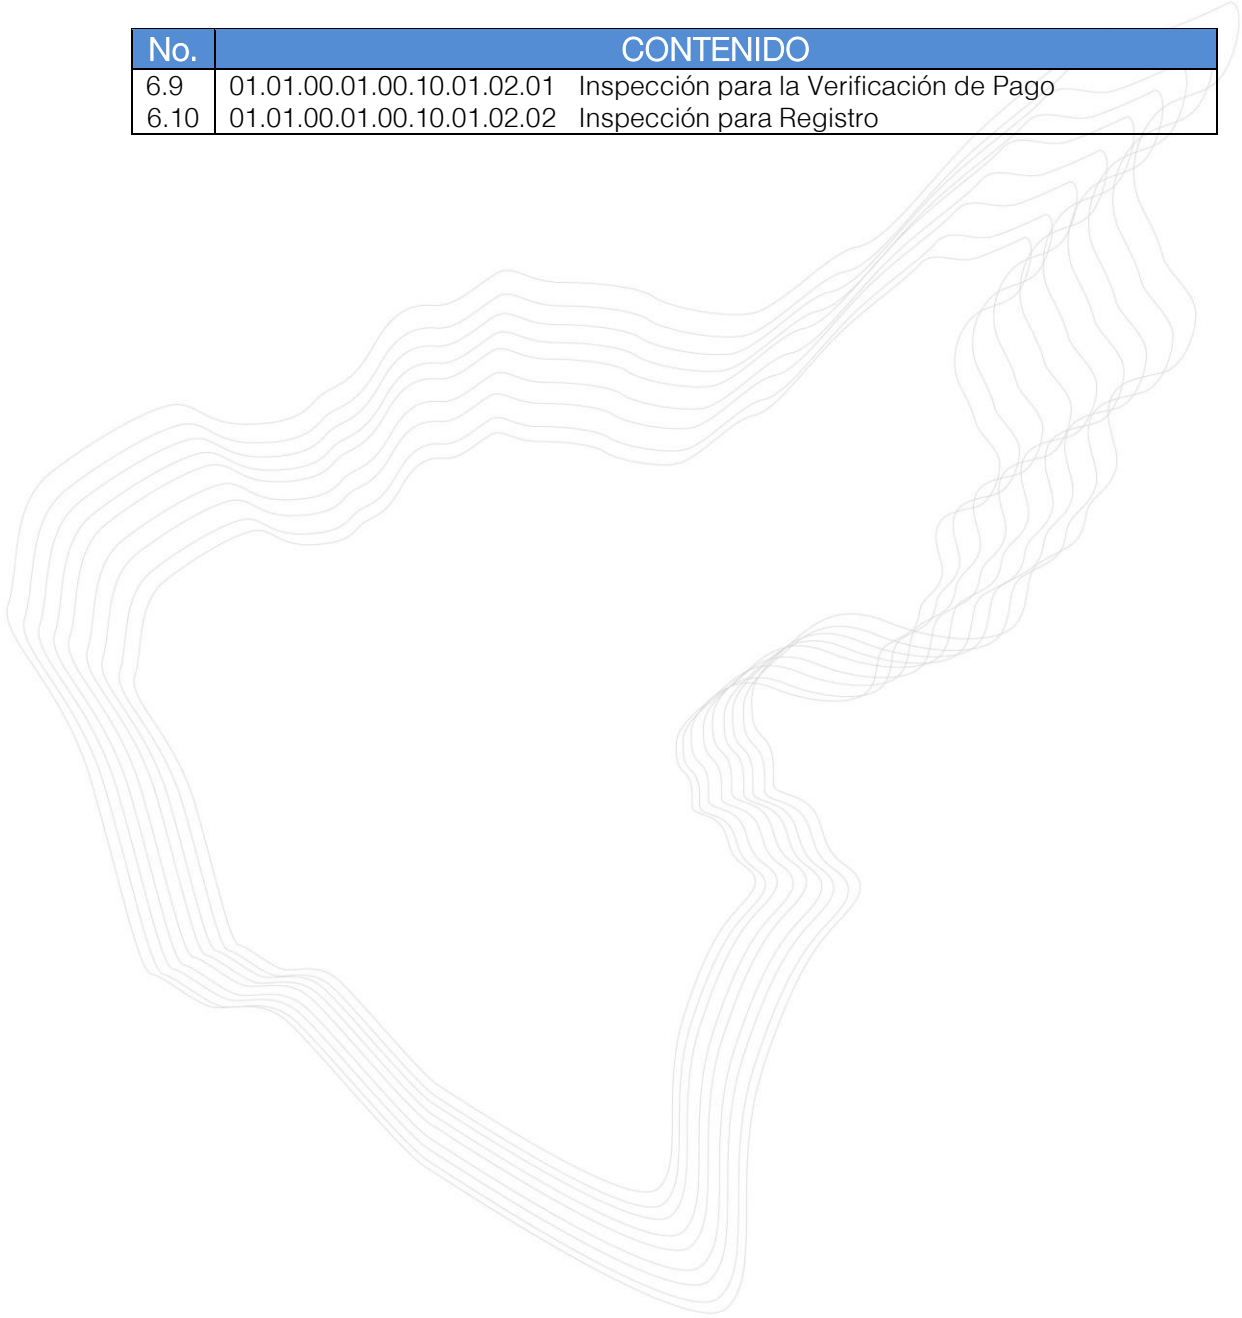 No. CONTENIDO
6.9 01.01.00.01.00.10.01.02.01 Inspección para la Verificación de Pago
6.10 01.01.00.01.00.10.01.02.02 Inspección para Registro